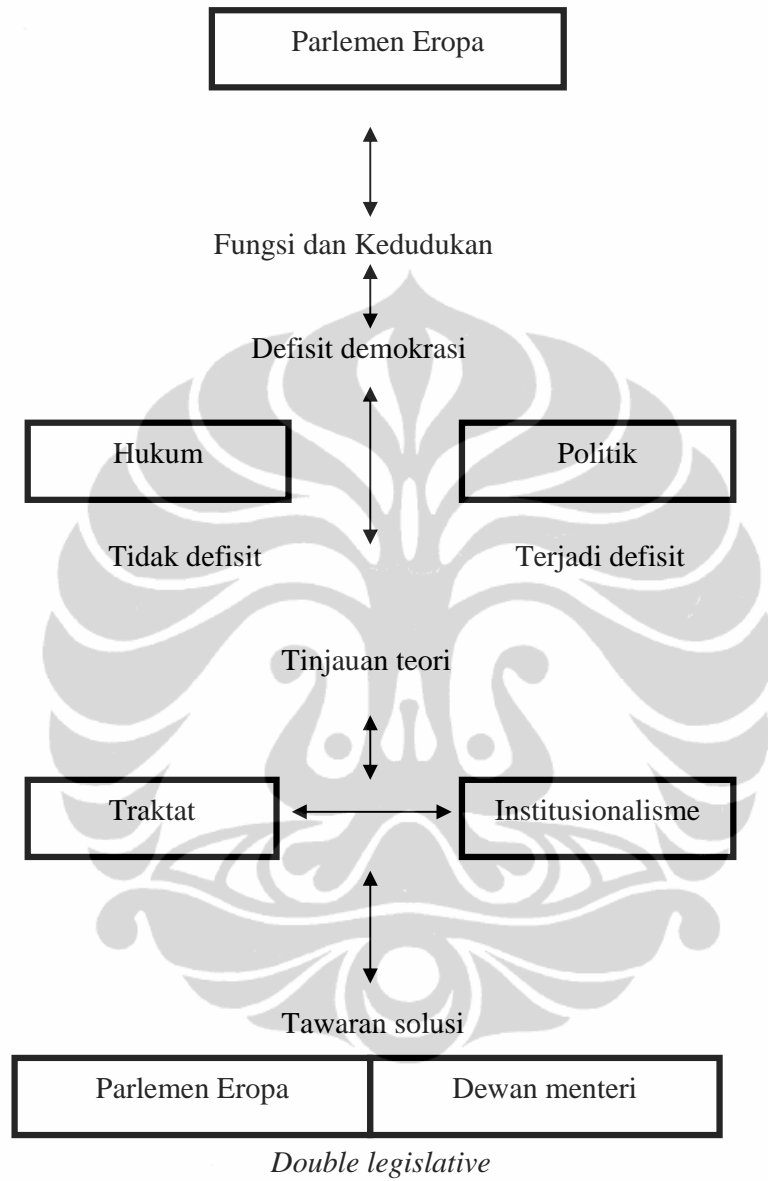 Parlemen Eropa
Fungsi dan Kedudukan
Defisit demokrasi
Hukum
Politik
Tidak defisit
Terjadi defisit
Tinjauan teori
Traktat
Institusionalisme
Tawaran solusi
Parlemen Eropa
Dewan menteri
Double legislative